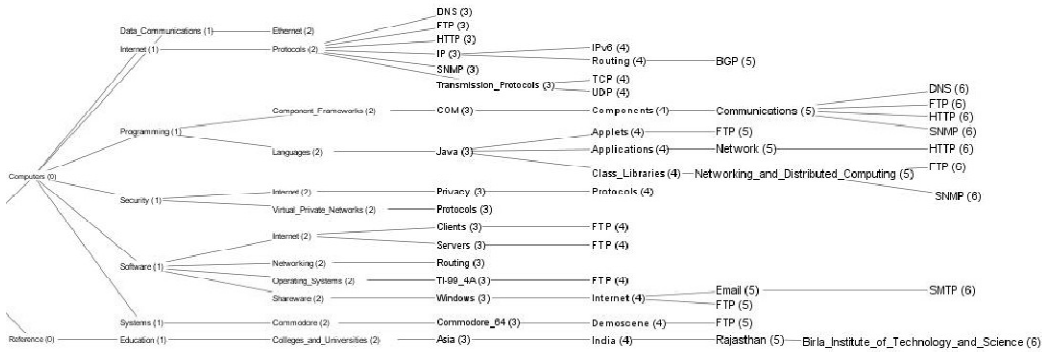 DNS (3)
Data_Communications (1) Ethernet (2) FTP (3)
HTTP (3)
Internet (1) Protocols (2) IP (3) IPv6 (4)
Routing (4) BGP (5)
SNMP (3)
Transmission_Protocols (3) TCP (4)
UDP (4)
DNS (6)
Component_Frameworks (2) COM (3) Components (4) Communications (5) FTP (6)
HTTP (6)
Programming (1) Applets (4) FTP (5) SNMP (6)
Languages (2) Java (3) Applications (4) Network (5) HTTP (6)
Class_Libraries (4) Networking_and_Distributed_Computing (5) FTP (6)
Computers (0)
Internet (2) Privacy (3) Protocols (4) SNMP (6)
Security (1)
Virtual_Private_Networks (2) Protocols (3)
Clients (3) FTP (4)
Internet (2)
Servers (3) FTP (4)
Software (1) Networking (2) Routing (3)
Operating_Systems (2) TI-99_4A (3) FTP (4)
Email (5) SMTP (6)
Shareware (2) Windows (3) Internet (4)
FTP (5)
Systems (1) Commodore (2) Commodore_64 (3) Demoscene (4) FTP (5)
Reference (0) Education (1) Colleges_and_Universities (2) Asia (3) India (4) Rajasthan (5) Birla_Institute_of_Technology_and_Science (6)